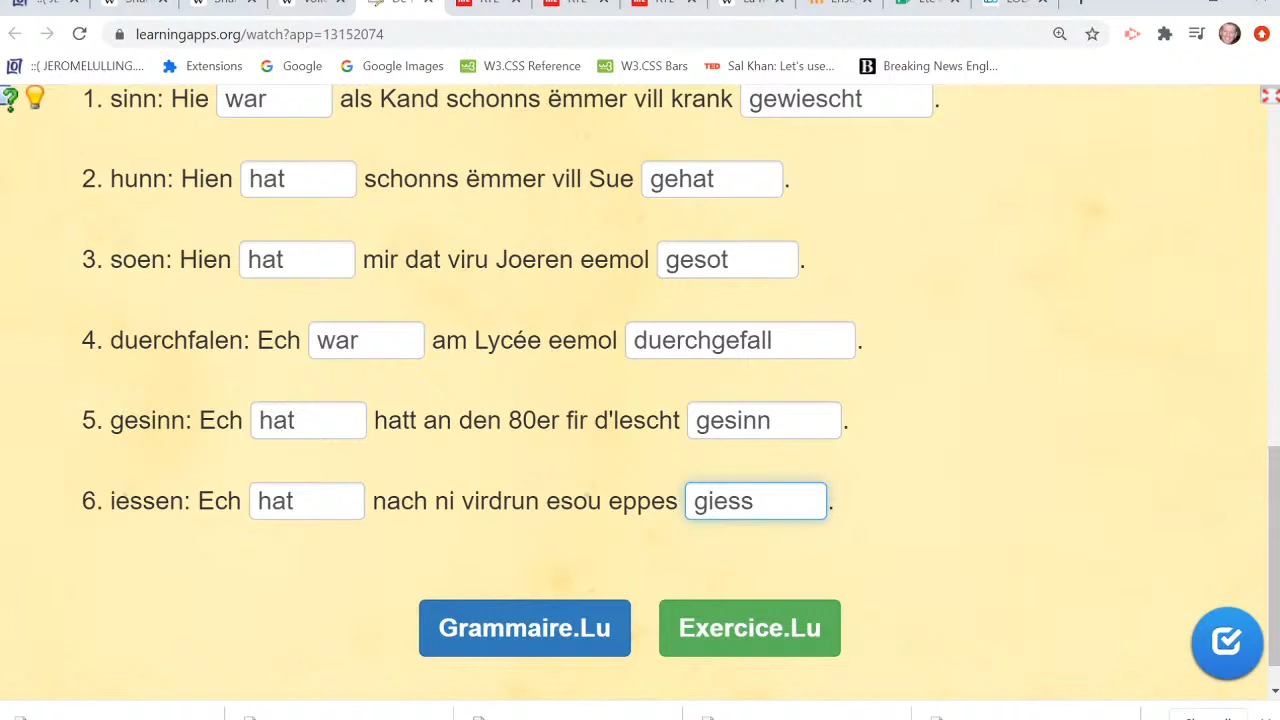 learningapps.org/watch?app=13152074
::( JEROMELULLING.... Extensions Google Google Images W3.CSS Reference W3.CSS Bars TED Sal Khan: Let's use... B Breaking News Engl...
1. sinn: Hie war als Kand schonns ëmmer vill krank gewiescht .
2. hunn: Hien hat schonns ëmmer vill Sue gehat .
3. soen: Hien hat mir dat viru Joeren eemol gesot .
4. duerchfalen: Ech war am Lycée eemol duerchgefall .
5. gesinn: Ech hat hatt an den 80er fir d'lescht gesinn .
6. iessen: Ech hat nach ni virdrun esou eppes giess .
Grammaire.Lu Exercice.Lu